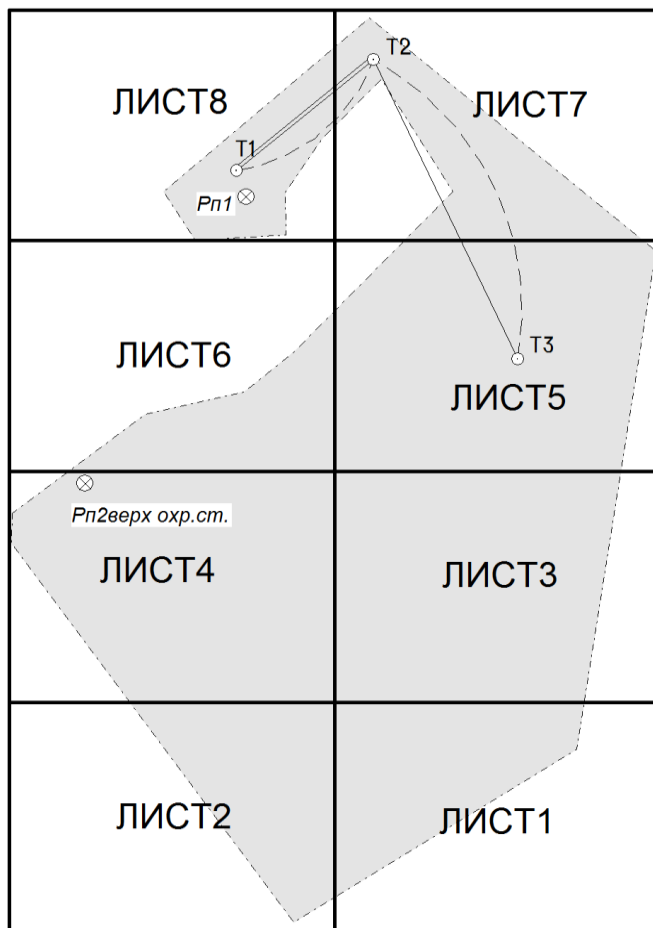 Т2
ЛИСТ8
ЛИСТ7
Т1
Рп1
Т3
ЛИСТ6
ЛИСТ5
Рп2верх охр.ст.
ЛИСТ4
ЛИСТ3
ЛИСТ2
ЛИСТ1